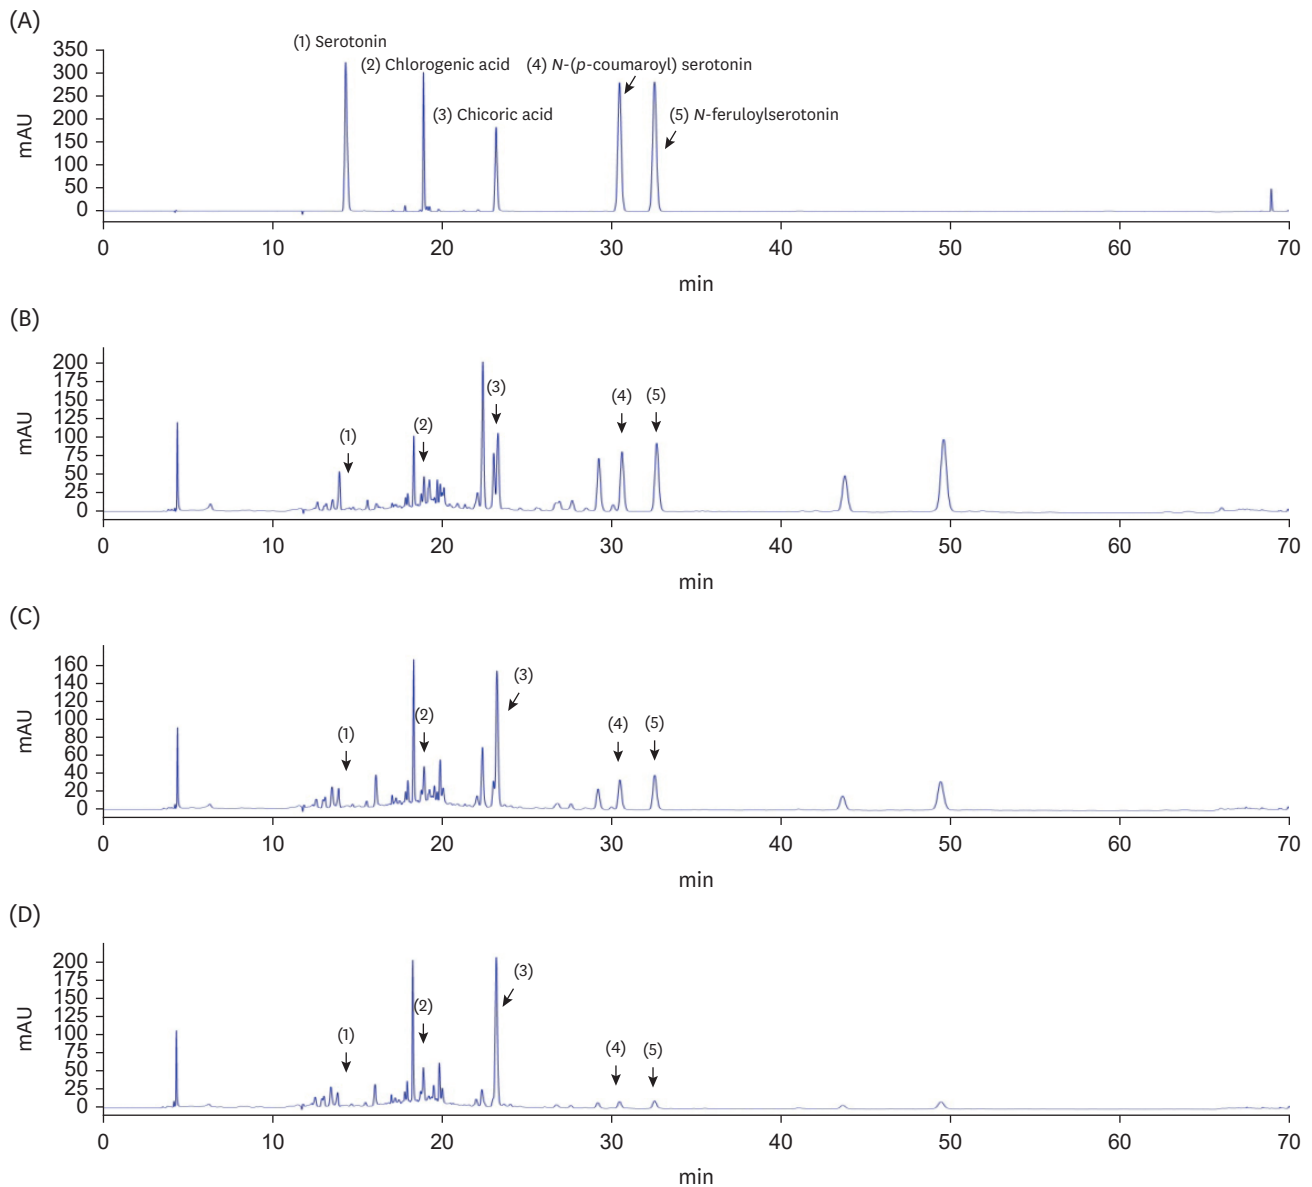 (A)
350
300
250
200
150
100
50
0
mAU
(1) Serotonin
(2) Chlorogenic acid
(3) Chicoric acid
(4) N-(p-coumaroyl) serotonin
(5) N-feruloylserotonin
0 10 20 30 40 50 60 70
min
(B)
200
175
150
125
100
75
50
25
0
mAU
(1)
(2)
(3)
(4)
(5)
0 10 20 30 40 50 60 70
min
(C)
160
140
120
100
80
60
40
20
0
mAU
(1)
(2)
(3)
(4)
(5)
0 10 20 30 40 50 60 70
min
(D)
200
175
150
125
100
75
50
25
0
mAU
(1)
(2)
(3)
(4)
(5)
0 10 20 30 40 50 60 70
min